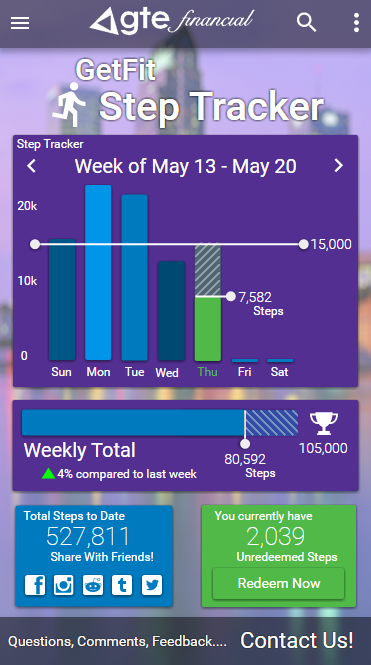 gte financial
GetFit
Step Tracker
Step Tracker
Week of May 13 - May 20
20k
15,000
10k
7,582
Steps
0
Sun Mon Tue Wed Thu Fri Sat
Weekly Total
105,000
80,592
Steps
4% compared to last week
Total Steps to Date
527,811
Share With Friends!
You currently have
2,039
Unredeemed Steps
Redeem Now
Questions, Comments, Feedback.... Contact Us!